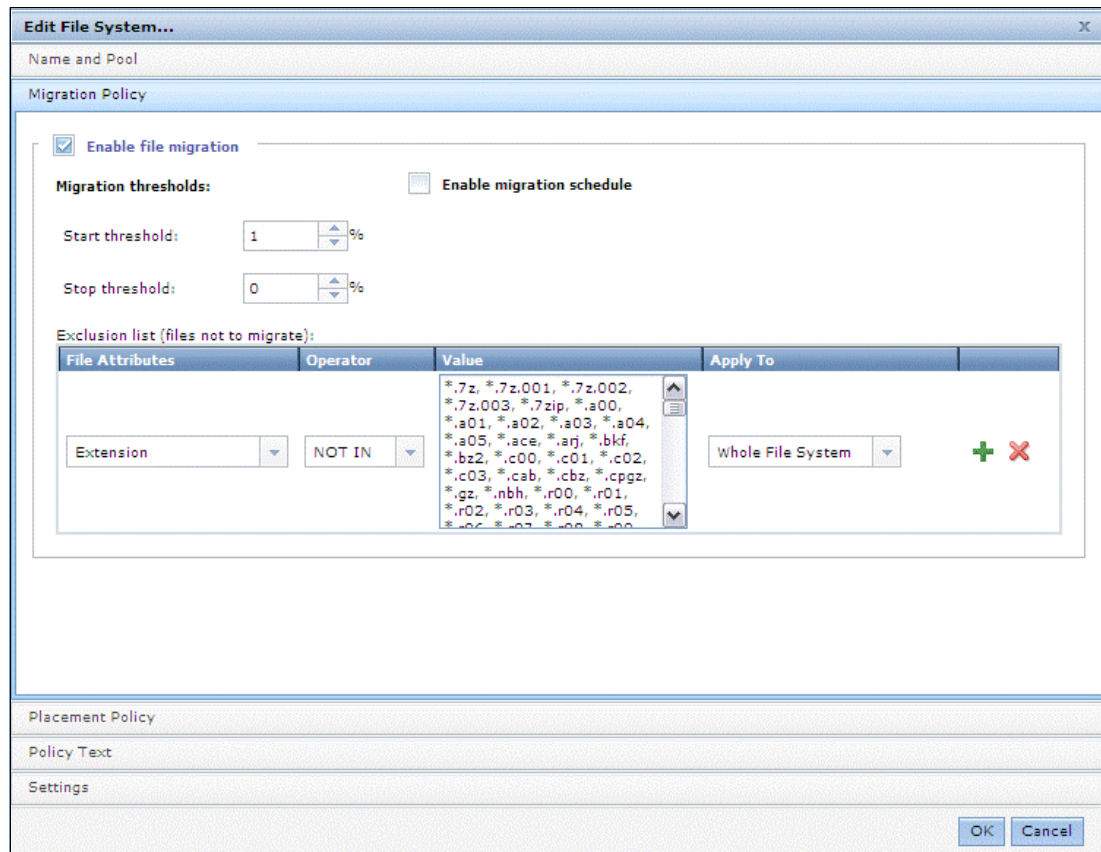 Edit File System...
x
Name and Pool
Migration Policy
Enable file migration
Migration thresholds:
Enable migration schedule
Start threshold:
1
%
Stop threshold:
0
%
Exclusion list (files not to migrate):
File Attributes
Operator
Value
Apply To
Extension
NOT IN
*.7z, *.7z.001, *.7z.002,
*.7z.003, *.7zip, *.a00,
*.a01, *.a02, *.a03, *.a04,
*.a05, *.ace, *.arj, *.bkf,
*.bz2, *.c00, *.c01, *.c02,
*.c03, *.cab, *.cbz, *.cpgz,
*.gz, *.nbh, *.r00, *.r01,
*.r02, *.r03, *.r04, *.r05,
*.r06, *.r07, *.r08, *.r09,
Whole File System
Placement Policy
Policy Text
Settings
OK
Cancel